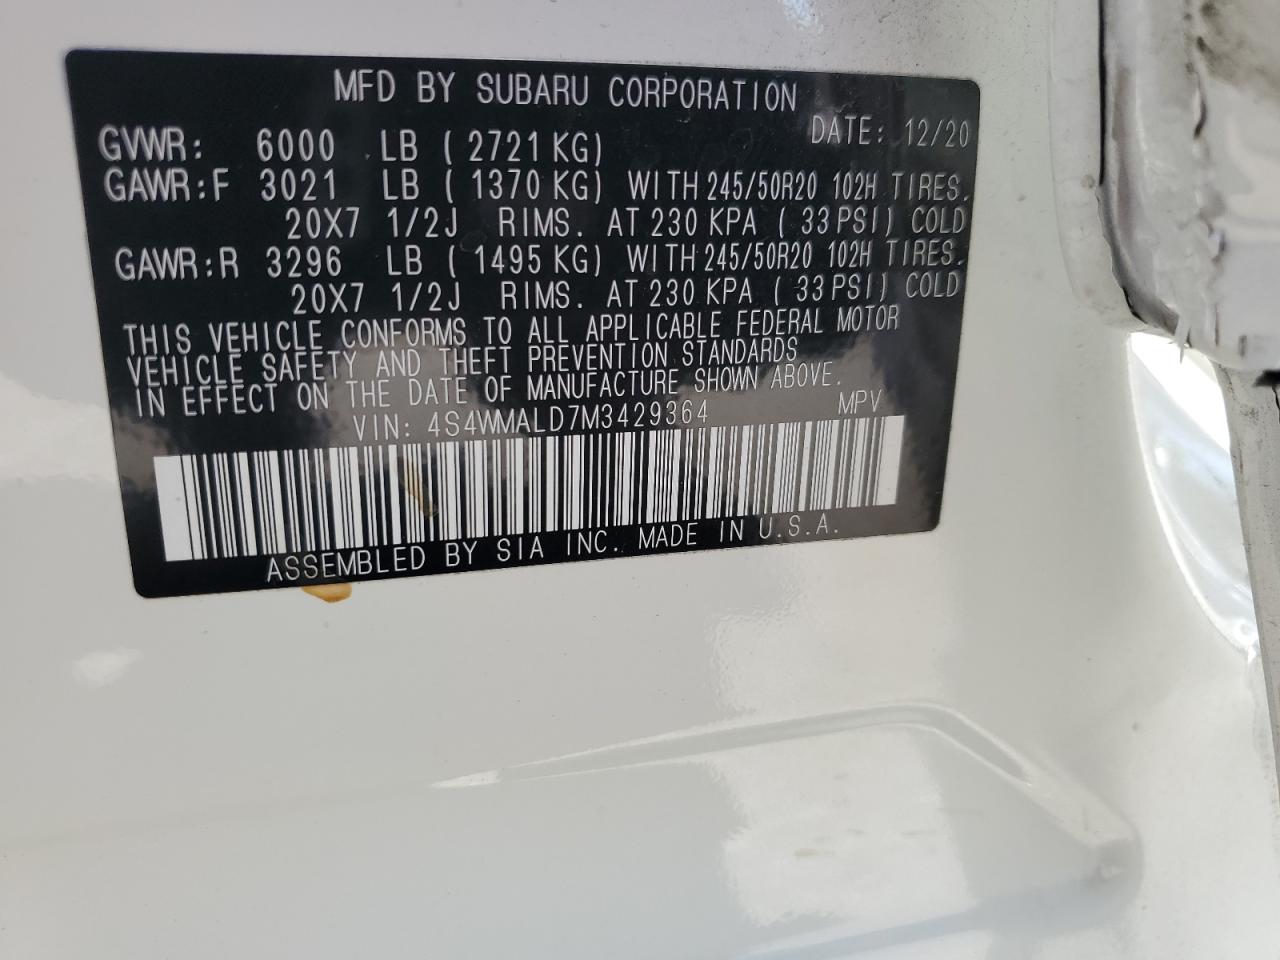 MFD BY SUBARU CORPORATION
DATE: 12/20
GVWR: 6000 LB ( 2721 KG)
GAWR:F 3021 LB ( 1370 KG) WITH 245/50R20 102H TIRES.
20X7 1/2J RIMS. AT 230 KPA ( 33 PSI) COLD
GAWR:R 3296 LB ( 1495 KG) WITH 245/50R20 102H TIRES.
20X7 1/2J RIMS. AT 230 KPA ( 33 PSI) COLD
THIS VEHICLE CONFORMS TO ALL APPLICABLE FEDERAL MOTOR
VEHICLE SAFETY AND THEFT PREVENTION STANDARDS
IN EFFECT ON THE DATE OF MANUFACTURE SHOWN ABOVE.
VIN: 4S4WMALD7M3429364 MPV
ASSEMBLED BY SIA INC. MADE IN U.S.A.